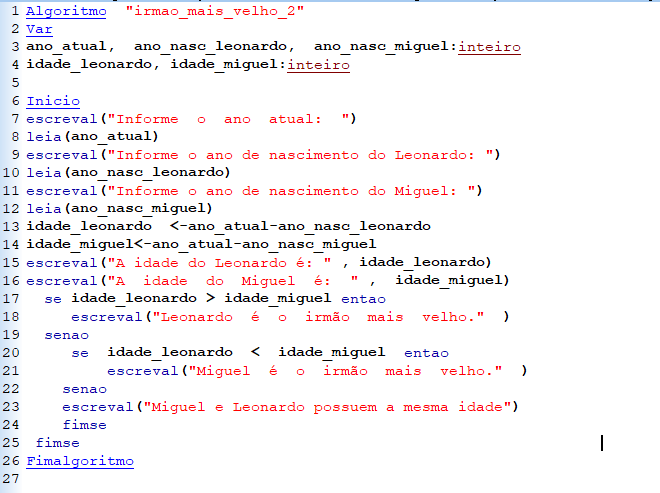 1 Algoritmo "irmao_mais_velho_2"
2 Var
3 ano_atual, ano_nasc_leonardo, ano_nasc_miguel:inteiro
4 idade_leonardo, idade_miguel:inteiro
5
6 Inicio
7 escreval("Informe o ano atual: ")
8 leia(ano_atual)
9 escreval("Informe o ano de nascimento do Leonardo: ")
10 leia(ano_nasc_leonardo)
11 escreval("Informe o ano de nascimento do Miguel: ")
12 leia(ano_nasc_miguel)
13 idade_leonardo <-ano_atual-ano_nasc_leonardo
14 idade_miguel<-ano_atual-ano_nasc_miguel
15 escreval("A idade do Leonardo é: " , idade_leonardo)
16 escreval("A idade do Miguel é: " , idade_miguel)
17 se idade_leonardo > idade_miguel entao
18 escreval("Leonardo é o irmão mais velho." )
19 senao
20 se idade_leonardo < idade_miguel entao
21 escreval("Miguel é o irmão mais velho." )
22 senao
23 escreval("Miguel e Leonardo possuem a mesma idade")
24 fimse
25 fimse
26 Fimalgoritmo
27